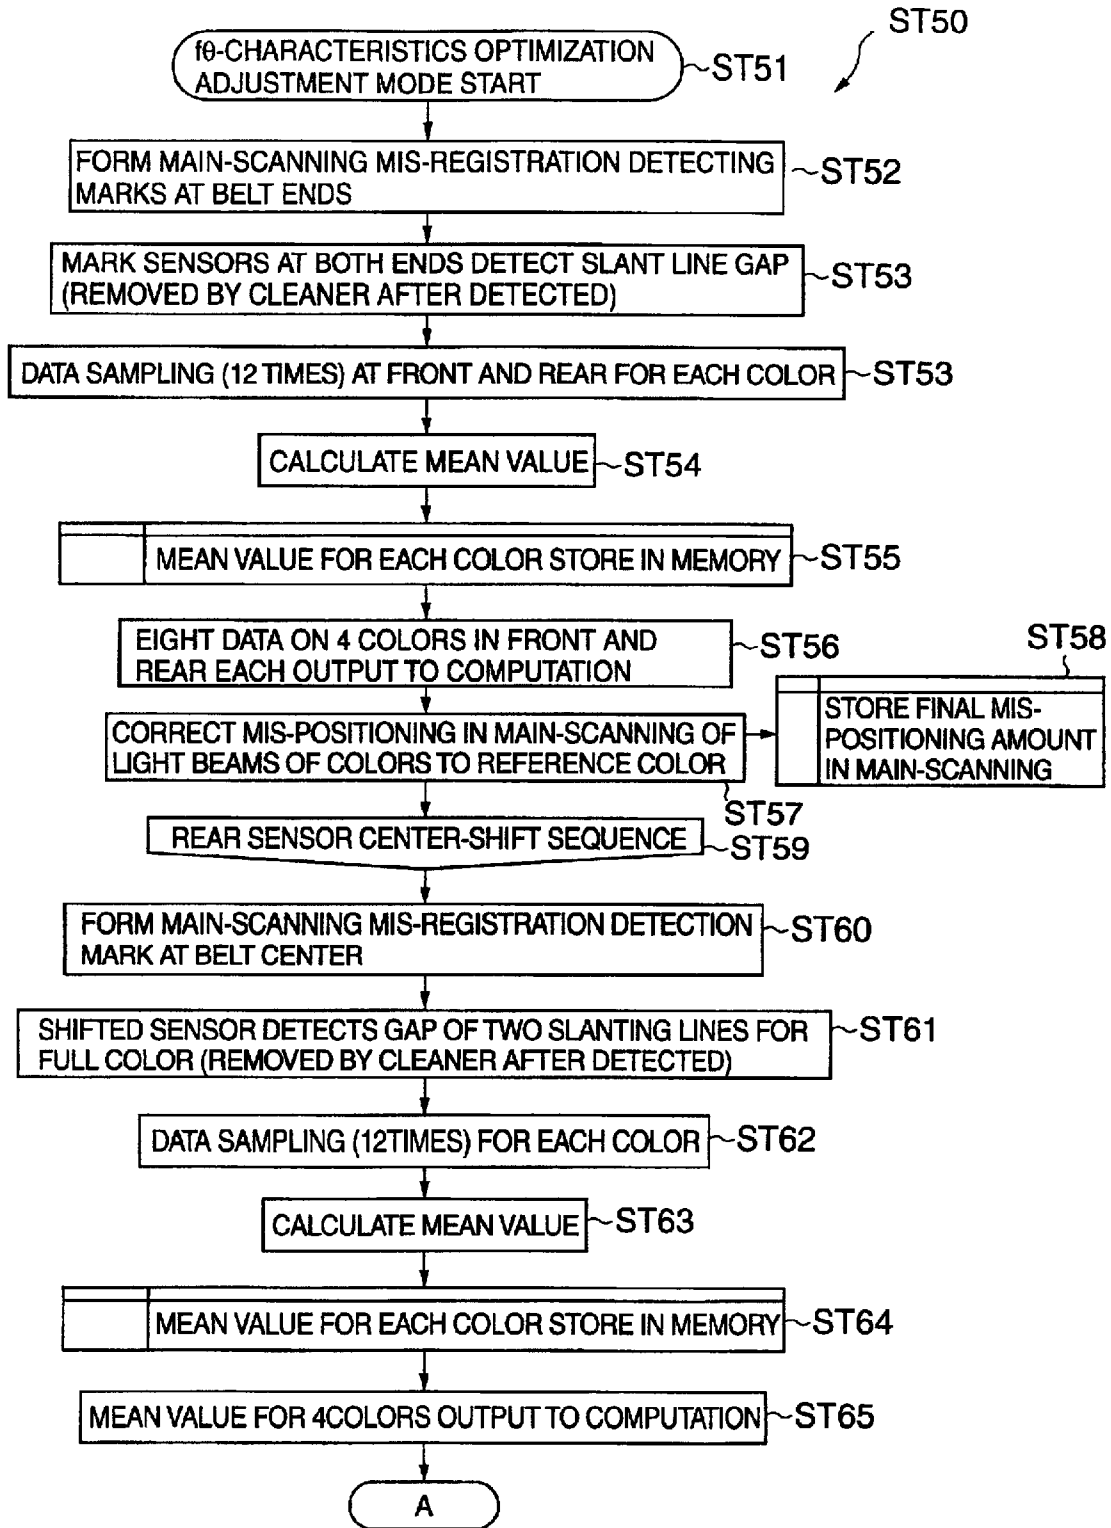 ST50
fθ-CHARACTERISTICS OPTIMIZATION
ADJUSTMENT MODE START
ST51
FORM MAIN-SCANNING MIS-REGISTRATION DETECTING
MARKS AT BELT ENDS
ST52
MARK SENSORS AT BOTH ENDS DETECT SLANT LINE GAP
(REMOVED BY CLEANER AFTER DETECTED)
ST53
DATA SAMPLING (12 TIMES) AT FRONT AND REAR FOR EACH COLOR
ST53
CALCULATE MEAN VALUE
ST54
MEAN VALUE FOR EACH COLOR STORE IN MEMORY
ST55
EIGHT DATA ON 4 COLORS IN FRONT AND
REAR EACH OUTPUT TO COMPUTATION
ST56
CORRECT MIS-POSITIONING IN MAIN-SCANNING OF
LIGHT BEAMS OF COLORS TO REFERENCE COLOR
ST57
ST58
STORE FINAL MIS-
POSITIONING AMOUNT
IN MAIN-SCANNING
REAR SENSOR CENTER-SHIFT SEQUENCE
ST59
FORM MAIN-SCANNING MIS-REGISTRATION DETECTION
MARK AT BELT CENTER
ST60
SHIFTED SENSOR DETECTS GAP OF TWO SLANTING LINES FOR
FULL COLOR (REMOVED BY CLEANER AFTER DETECTED)
ST61
DATA SAMPLING (12TIMES) FOR EACH COLOR
ST62
CALCULATE MEAN VALUE
ST63
MEAN VALUE FOR EACH COLOR STORE IN MEMORY
ST64
MEAN VALUE FOR 4COLORS OUTPUT TO COMPUTATION
ST65
A